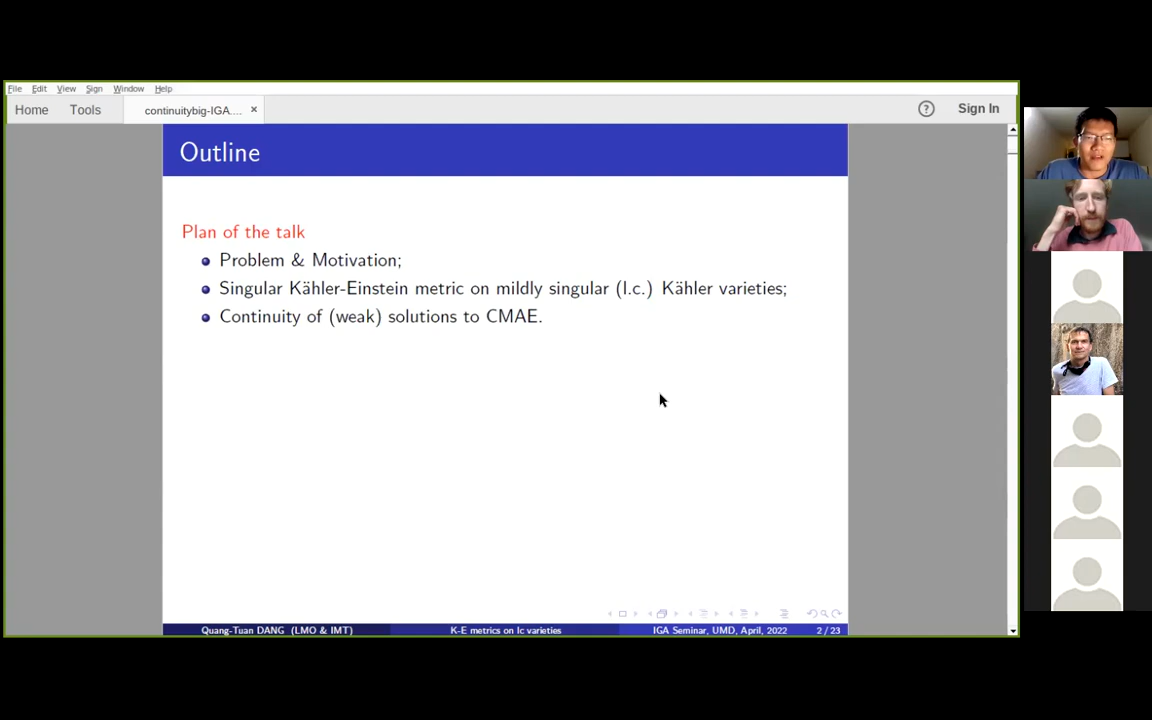 File Edit View Sign Window Help
Home Tools continuitybig-IGA.... × ? Sign In
Outline
Plan of the talk
Problem & Motivation;
Singular Kähler-Einstein metric on mildly singular (l.c.) Kähler varieties;
Continuity of (weak) solutions to CMAE.
Quang-Tuan DANG (LMO & IMT) K-E metrics on lc varieties IGA Seminar, UMD, April, 2022 2 / 23